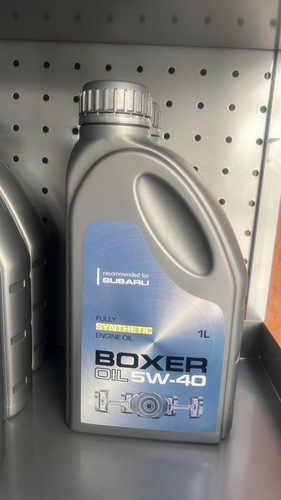 recommended for
SUBARU
FULLY
SYNTHETIC
ENGINE OIL
1L
BOXER
OIL 5W-40